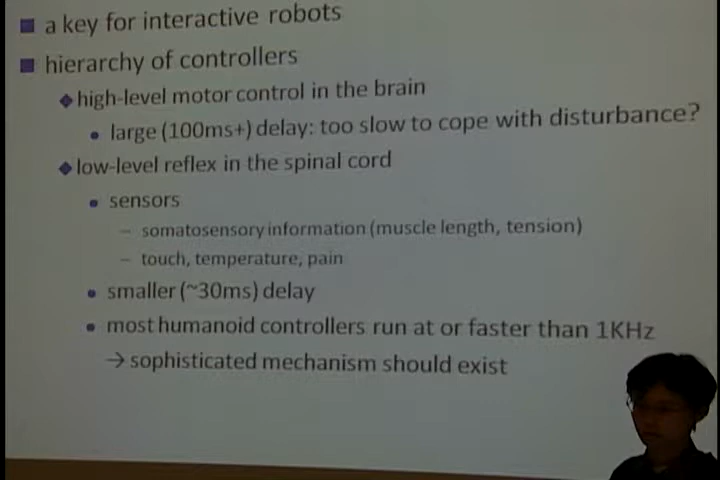 a key for interactive robots
hierarchy of controllers
high-level motor control in the brain
large (100ms+) delay: too slow to cope with disturbance?
low-level reflex in the spinal cord
sensors
– somatosensory information (muscle length, tension)
– touch, temperature, pain
smaller (~30ms) delay
most humanoid controllers run at or faster than 1KHz
→ sophisticated mechanism should exist